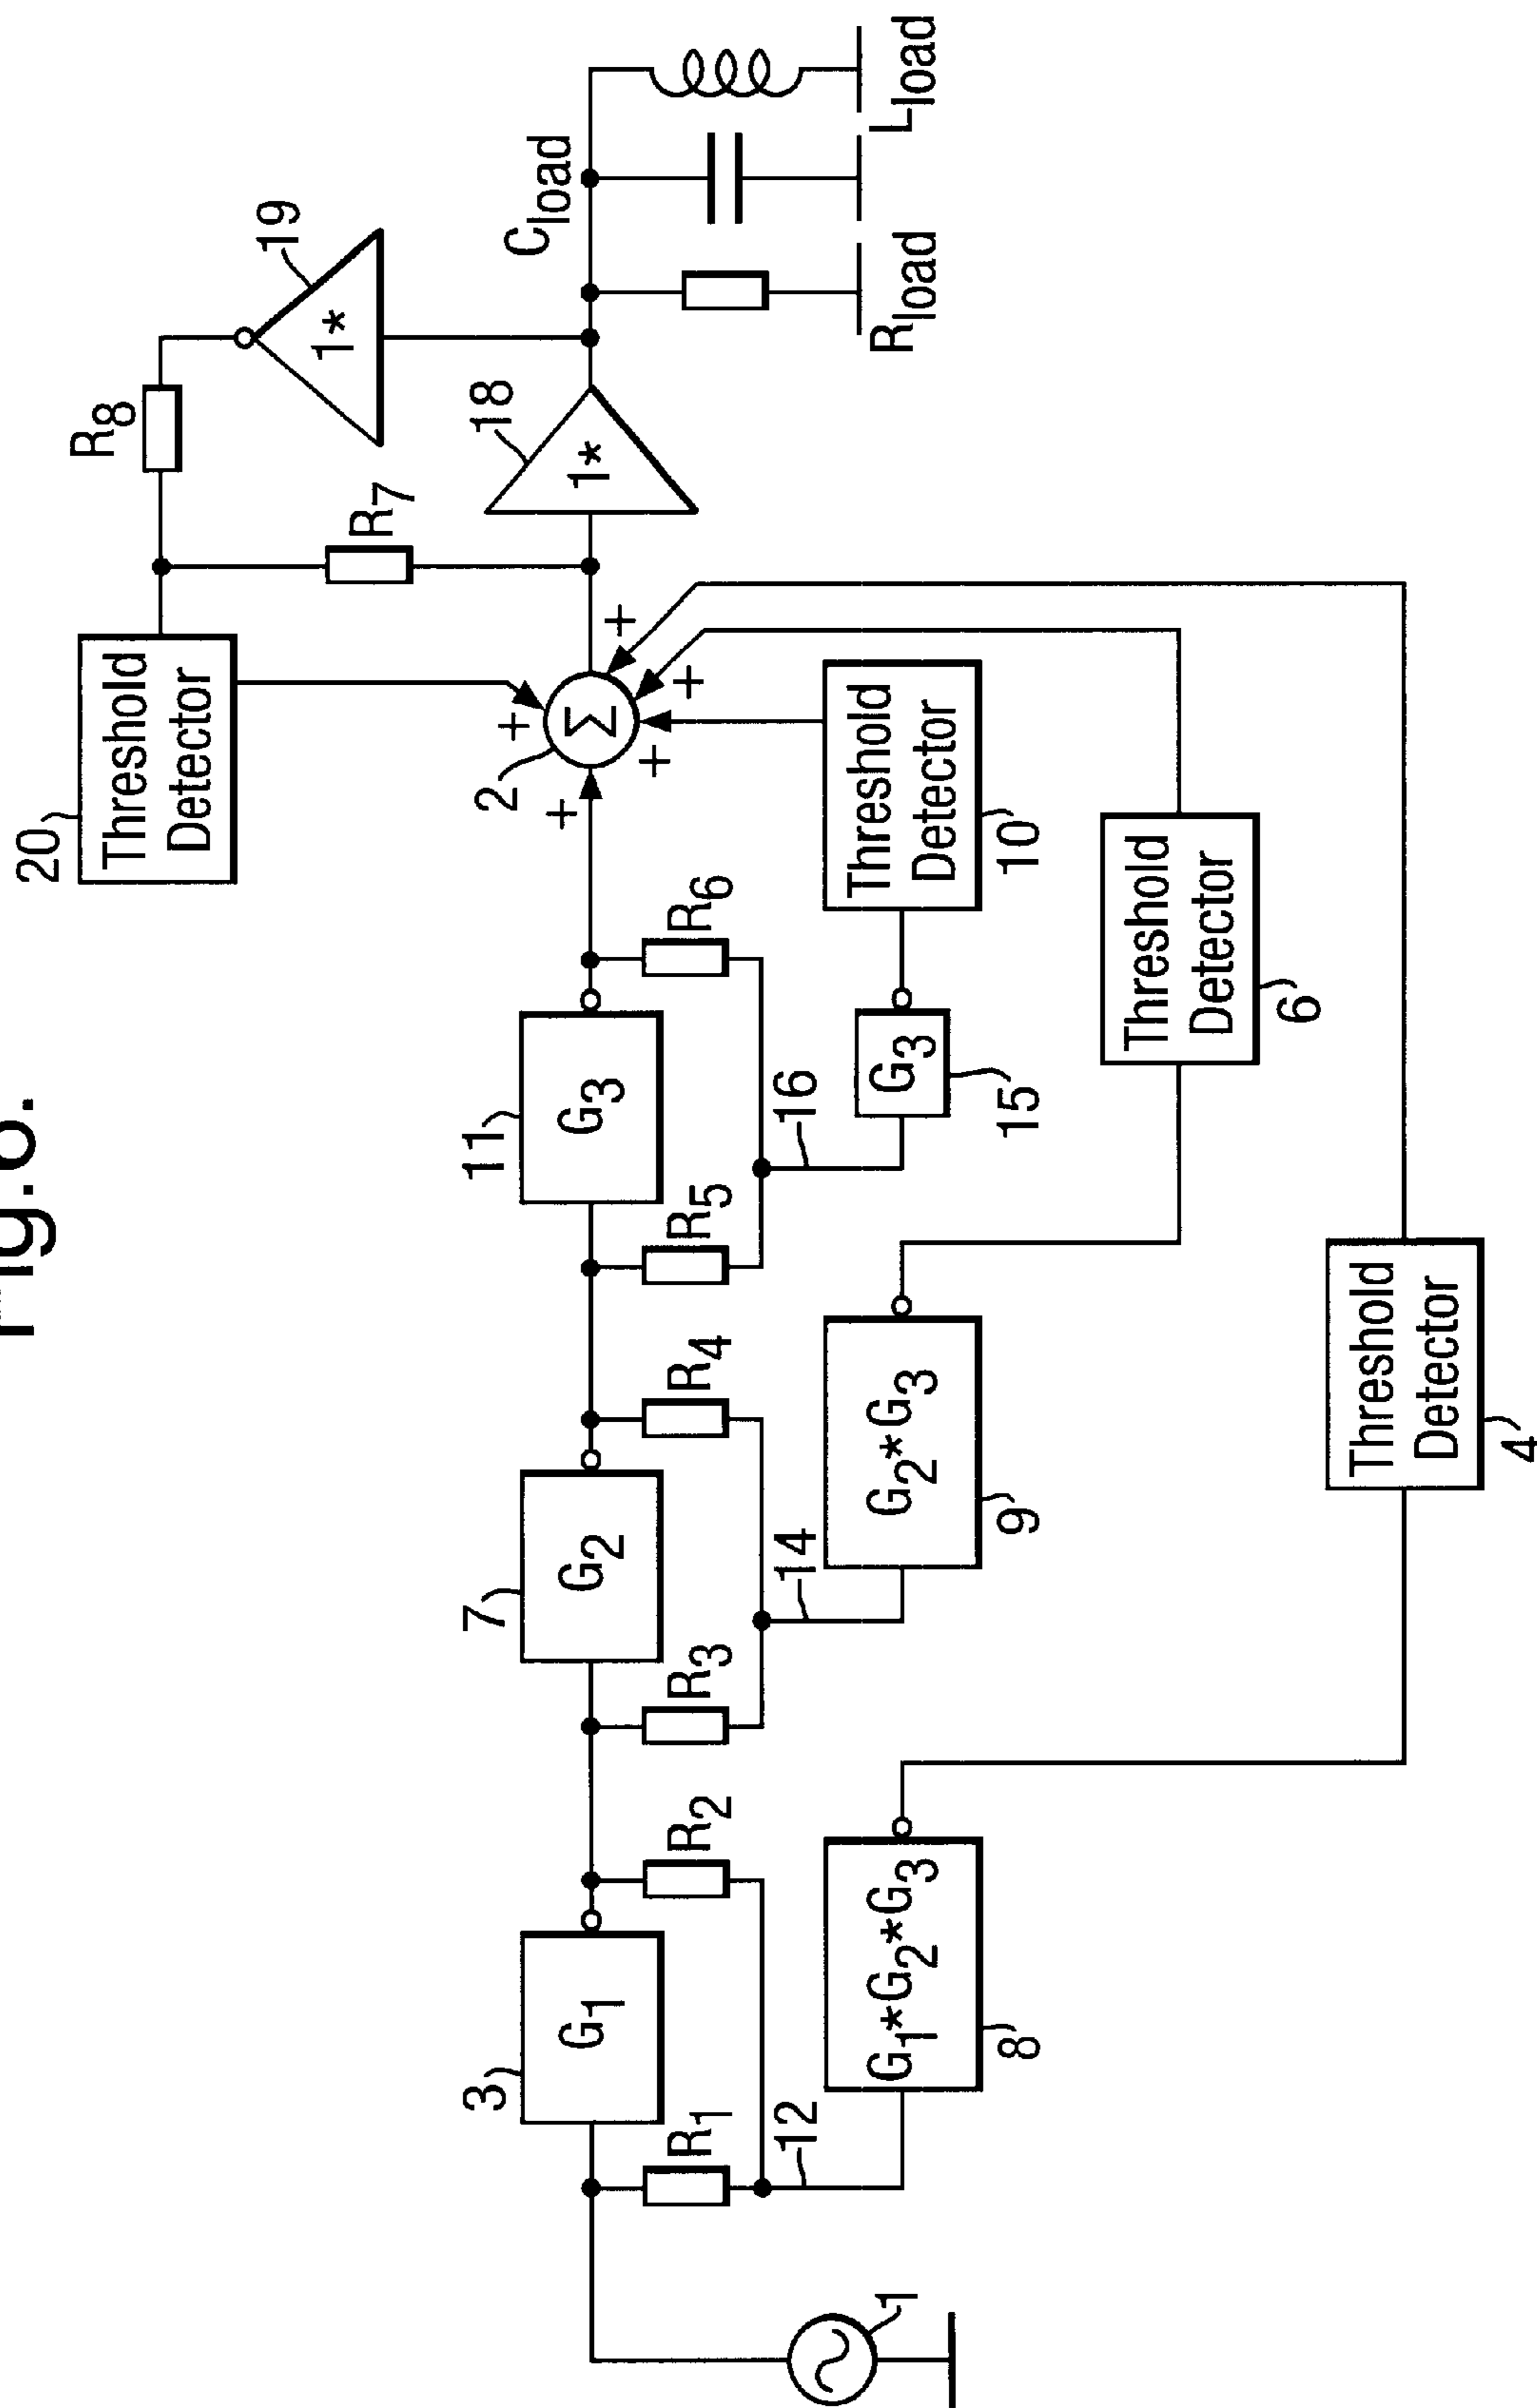 20
Threshold
Detector
R8
19
1*
R7
18
1*
Cload
Rload
Lload
2
Σ
+
+
+
+
+
3
G1
7
G2
11
G3
R1
R2
R3
R4
R5
R6
12
14
16
G1*G2*G3
8
G2*G3
9
G3
15
Threshold
Detector
10
Threshold
Detector
6
Threshold
Detector
4
1